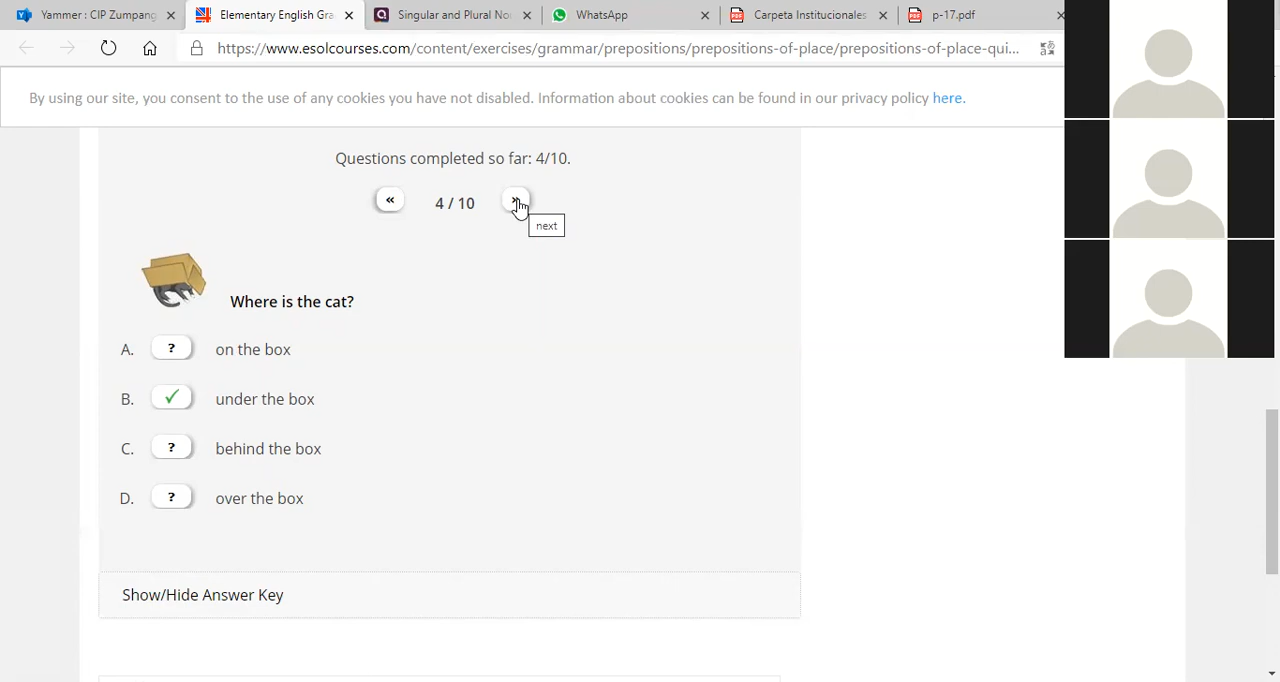 Yammer : CIP Zumpang
Elementary English Gra
Singular and Plural No
WhatsApp
Carpeta Institucionales
p-17.pdf
https://www.esolcourses.com/content/exercises/grammar/prepositions/prepositions-of-place/prepositions-of-place-qui...
By using our site, you consent to the use of any cookies you have not disabled. Information about cookies can be found in our privacy policy here.
Questions completed so far: 4/10.
« 4 / 10 »
next
Where is the cat?
A. ? on the box
B. ✓ under the box
C. ? behind the box
D. ? over the box
Show/Hide Answer Key